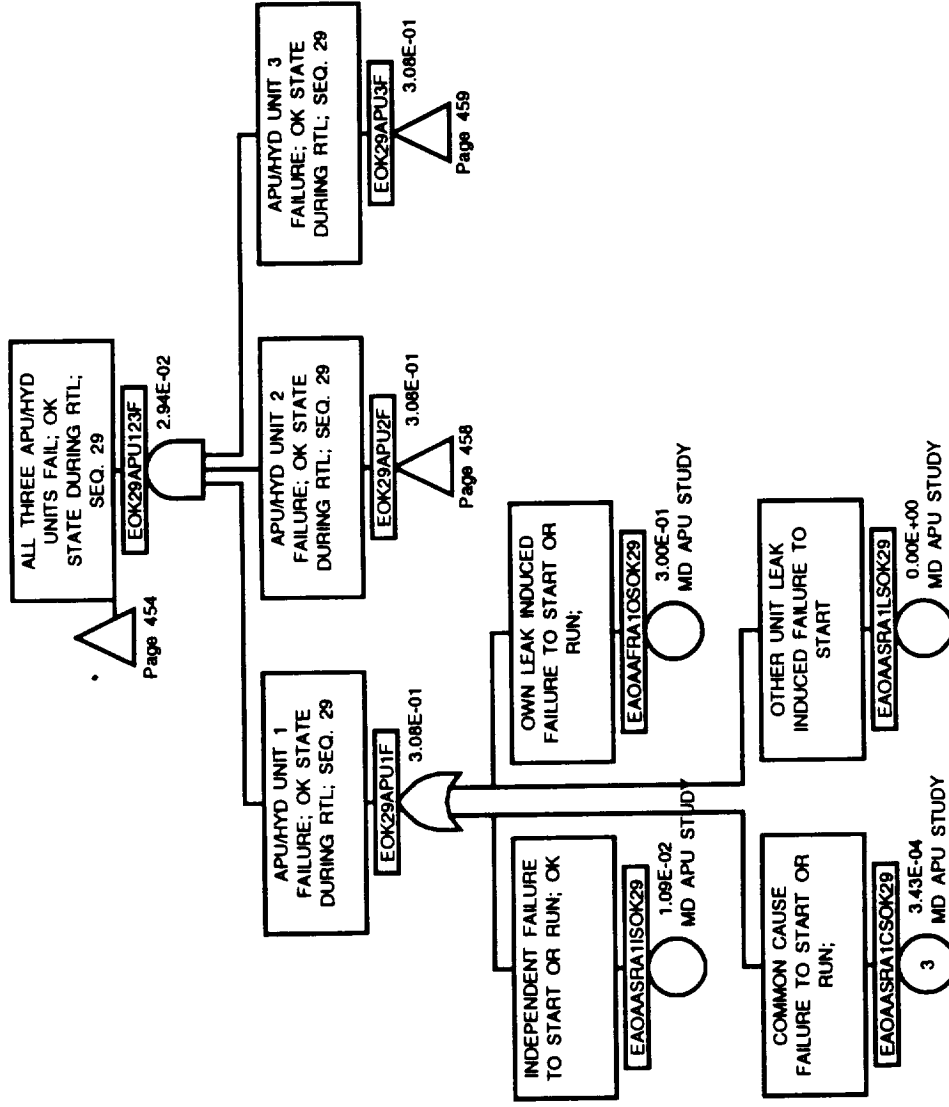 ALL THREE APU/HYD
UNITS FAIL; OK
STATE DURING RTL;
SEQ. 29
EOK29APU123F
2.94E-02
Page 454
APU/HYD UNIT 1
FAILURE; OK STATE
DURING RTL; SEQ. 29
EOK29APU1F
3.08E-01
APU/HYD UNIT 2
FAILURE; OK STATE
DURING RTL; SEQ. 29
EOK29APU2F
3.08E-01
Page 458
APU/HYD UNIT 3
FAILURE; OK STATE
DURING RTL; SEQ. 29
EOK29APU3F
3.08E-01
Page 459
INDEPENDENT FAILURE
TO START OR RUN; OK
EAOAASRA1ISOK29
1.09E-02
MD APU STUDY
OWN LEAK INDUCED
FAILURE TO START OR
RUN;
EAOAAFRA1OSOK29
3.00E-01
MD APU STUDY
COMMON CAUSE
FAILURE TO START OR
RUN;
EAOAASRA1CSOK29
3.43E-04
3
MD APU STUDY
OTHER UNIT LEAK
INDUCED FAILURE TO
START
EAOAASRA1LSOK29
0.00E+00
MD APU STUDY